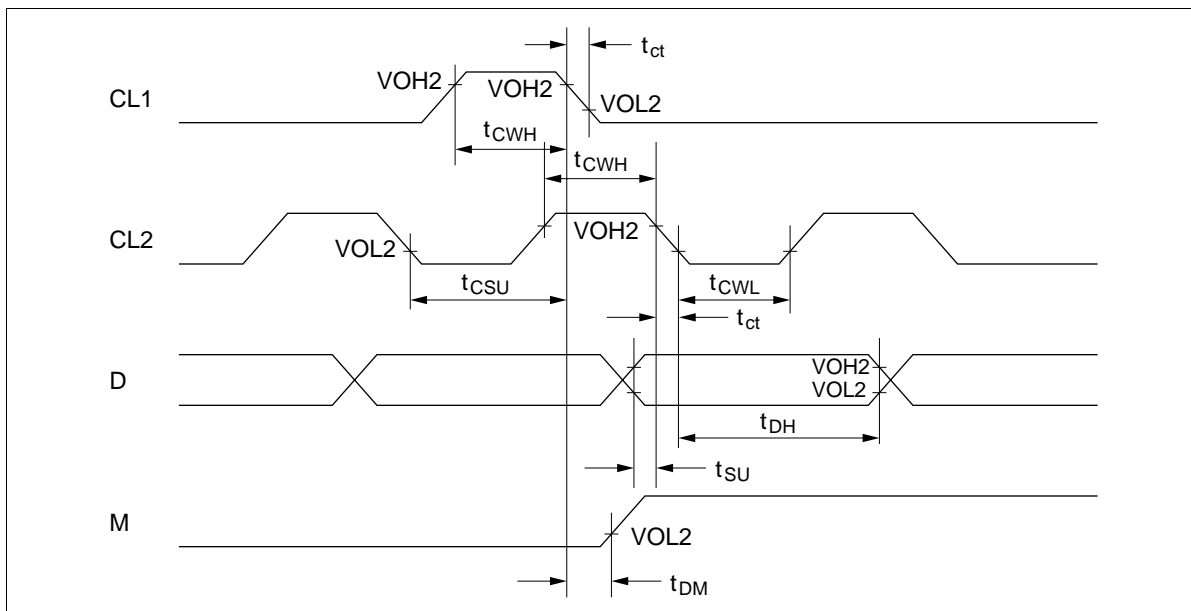 tct
VOH2
VOH2
VOL2
CL1
tCWH
tCWH
CL2
VOL2
VOH2
tCSU
tCWL
tct
D
VOH2
VOL2
tDH
tSU
M
VOL2
tDM